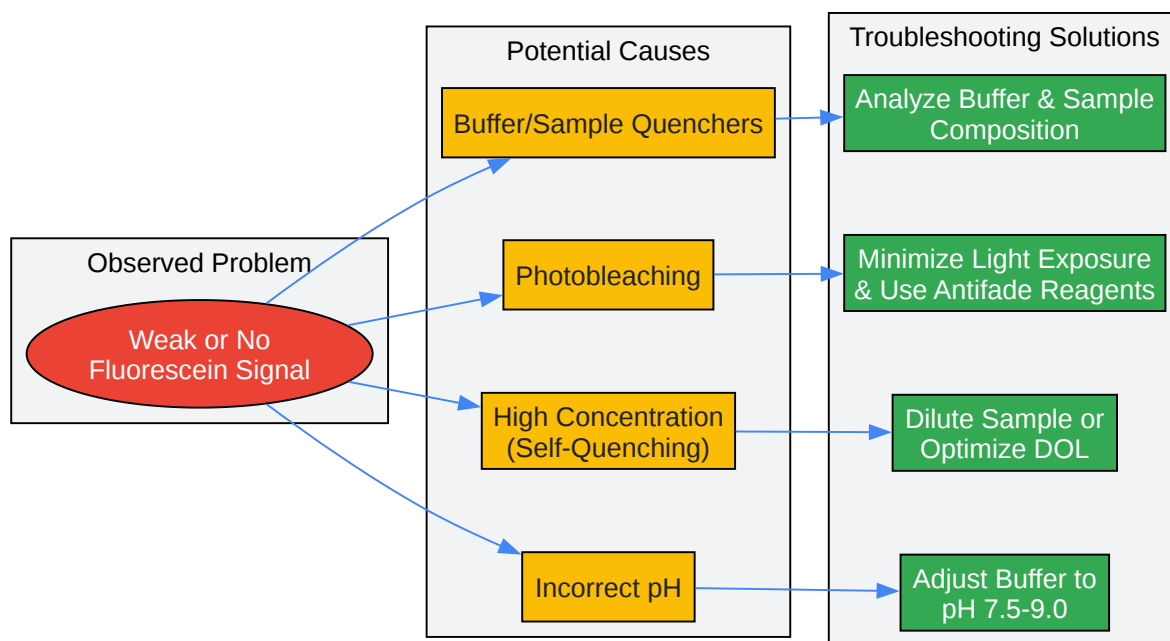 Observed Problem
Weak or No
Fluorescein Signal
Potential Causes
Buffer/Sample Quenchers
Photobleaching
High Concentration
(Self-Quenching)
Incorrect pH
Troubleshooting Solutions
Analyze Buffer & Sample
Composition
Minimize Light Exposure
& Use Antifade Reagents
Dilute Sample or
Optimize DOL
Adjust Buffer to
pH 7.5-9.0